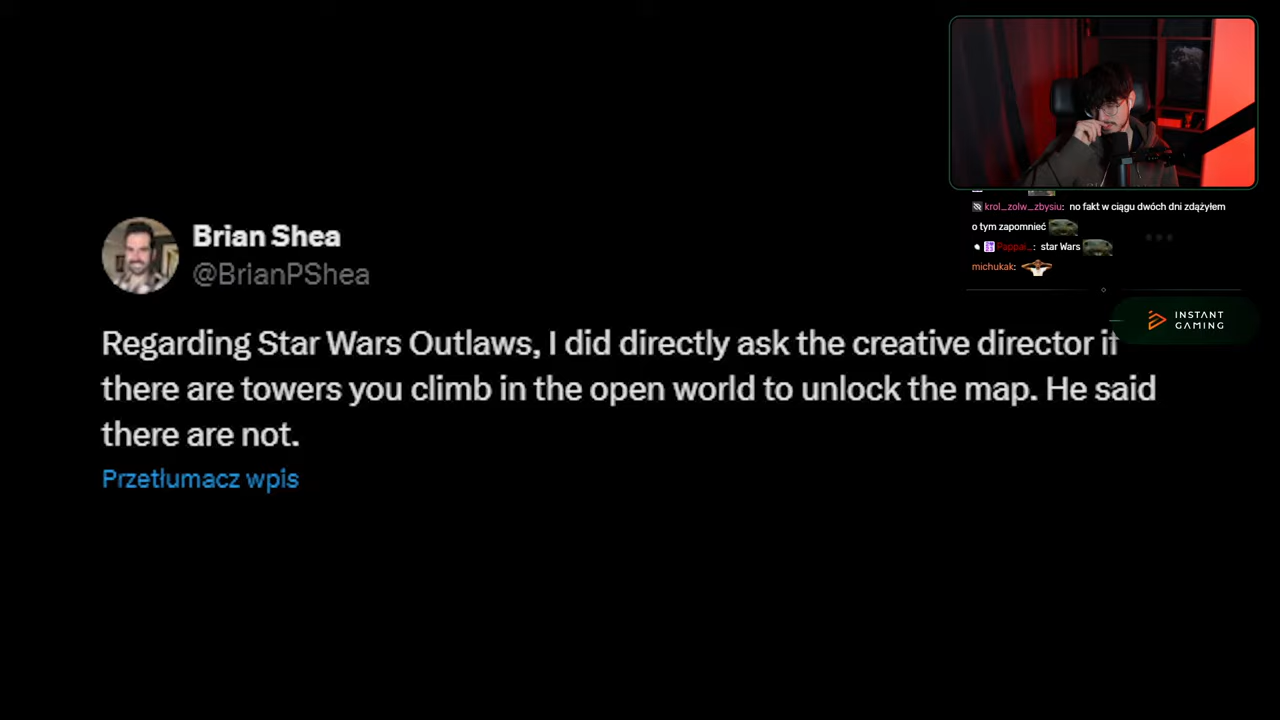 krol_zolw_zbysiu: no fakt w ciągu dwóch dni zdążyłem
o tym zapomnieć
Pappai_: star Wars
michukak:
INSTANT
GAMING
Brian Shea
@BrianPShea
Regarding Star Wars Outlaws, I did directly ask the creative director if
there are towers you climb in the open world to unlock the map. He said
there are not.
Przetłumacz wpis